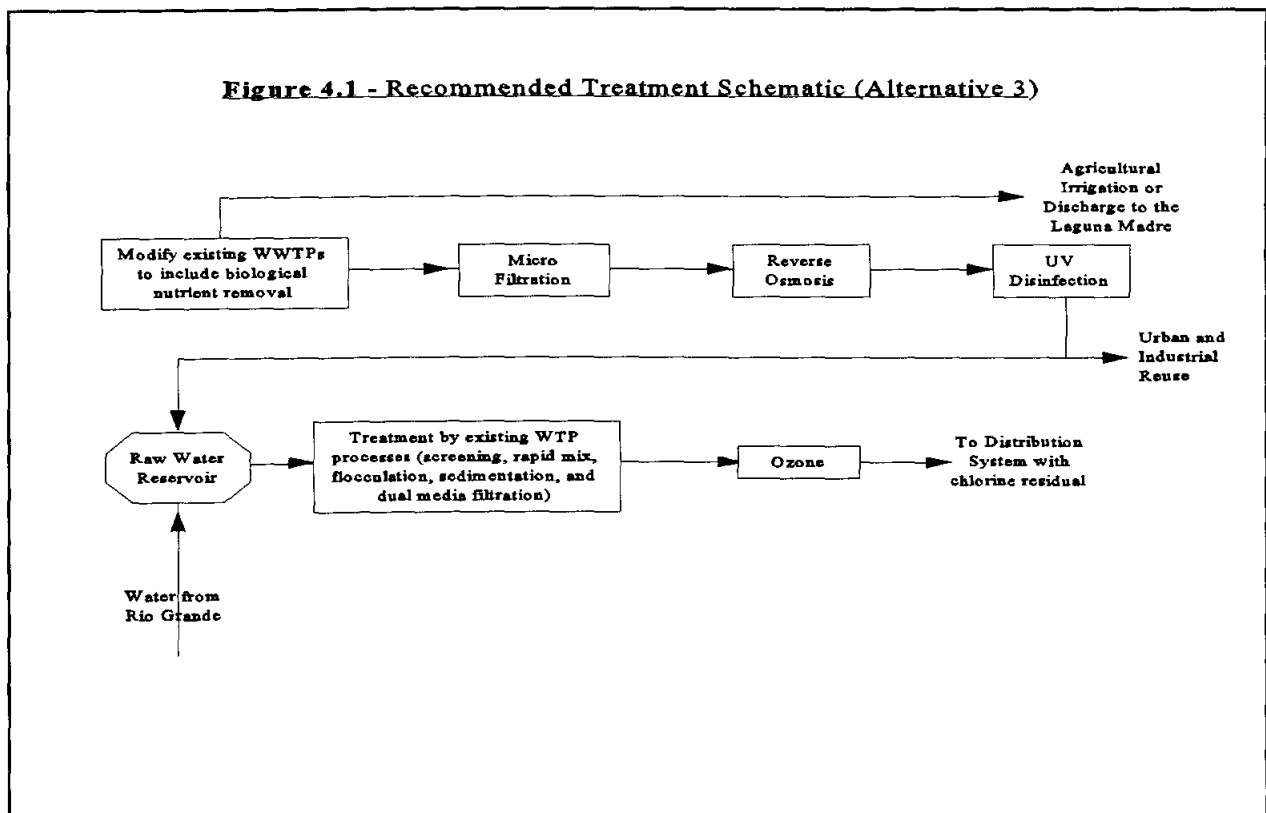 Figure 4.1 - Recommended Treatment Schematic (Alternative 3)
Agricultural
Irrigation or
Discharge to the
Laguna Madre
Modify existing WWTPs
to include biological
nutrient removal
Micro
Filtration
Reverse
Osmosis
UV
Disinfection
Urban and
Industrial
Reuse
Raw Water
Reservoir
Treatment by existing WTP
processes (screening, rapid mix,
flocculation, sedimentation, and
dual media filtration)
Ozone
To Distribution
System with
chlorine residual
Water from
Rio Grande